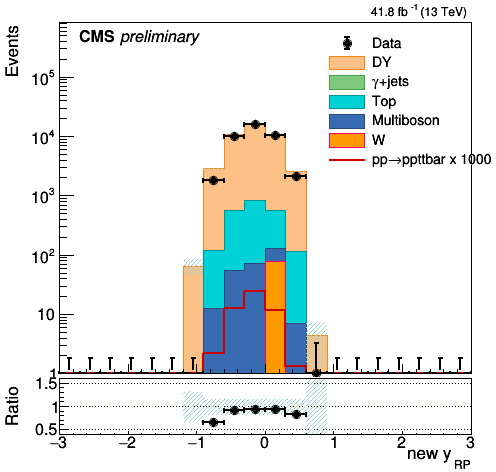 41.8 fb⁻¹ (13 TeV)
CMS preliminary
Events
Data
DY
γ+jets
Top
Multiboson
W
pp→ppttbar x 1000
10⁵
10⁴
10³
10²
10
1
Ratio
1.5
1
0.5
−3 −2 −1 0 1 2 3
new y_RP